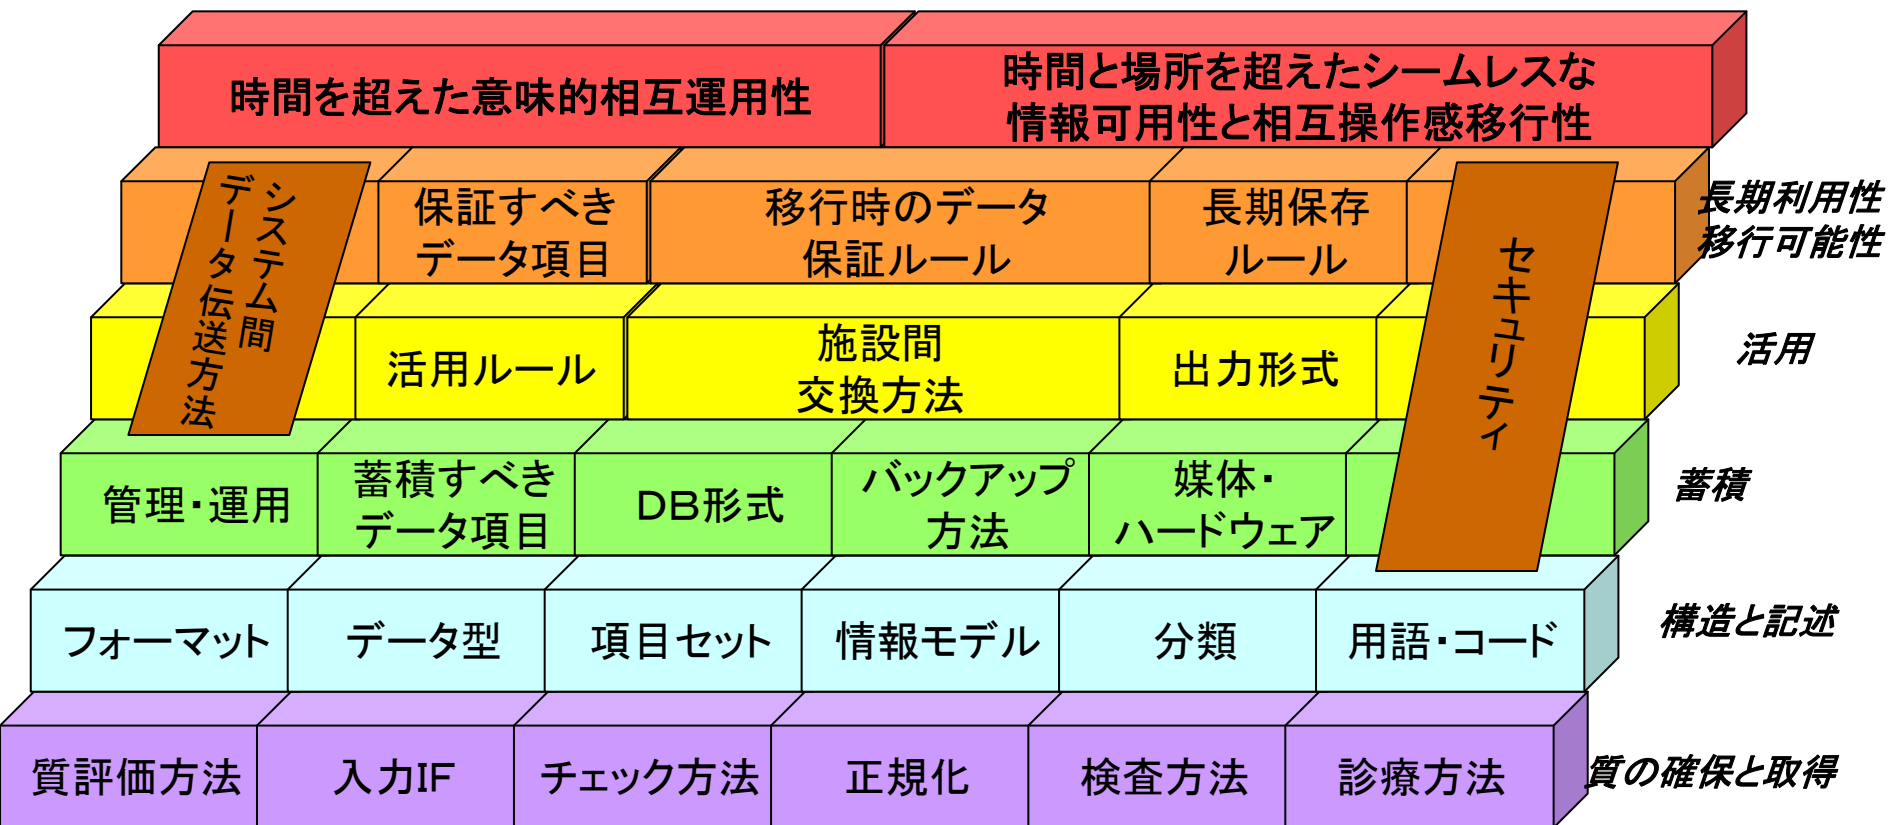 時間を超えた意味的相互運用性
時間と場所を超えたシームレスな
情報可用性と相互操作感移行性
システム間
データ伝送方法
保証すべき
データ項目
移行時のデータ
保証ルール
長期保存
ルール
セキュリティ
長期利用性
移行可能性
活用ルール
施設間
交換方法
出力形式
活用
管理・運用
蓄積すべき
データ項目
DB形式
バックアップ
方法
媒体・
ハードウェア
蓄積
フォーマット
データ型
項目セット
情報モデル
分類
用語・コード
構造と記述
質評価方法
入力IF
チェック方法
正規化
検査方法
診療方法
質の確保と取得